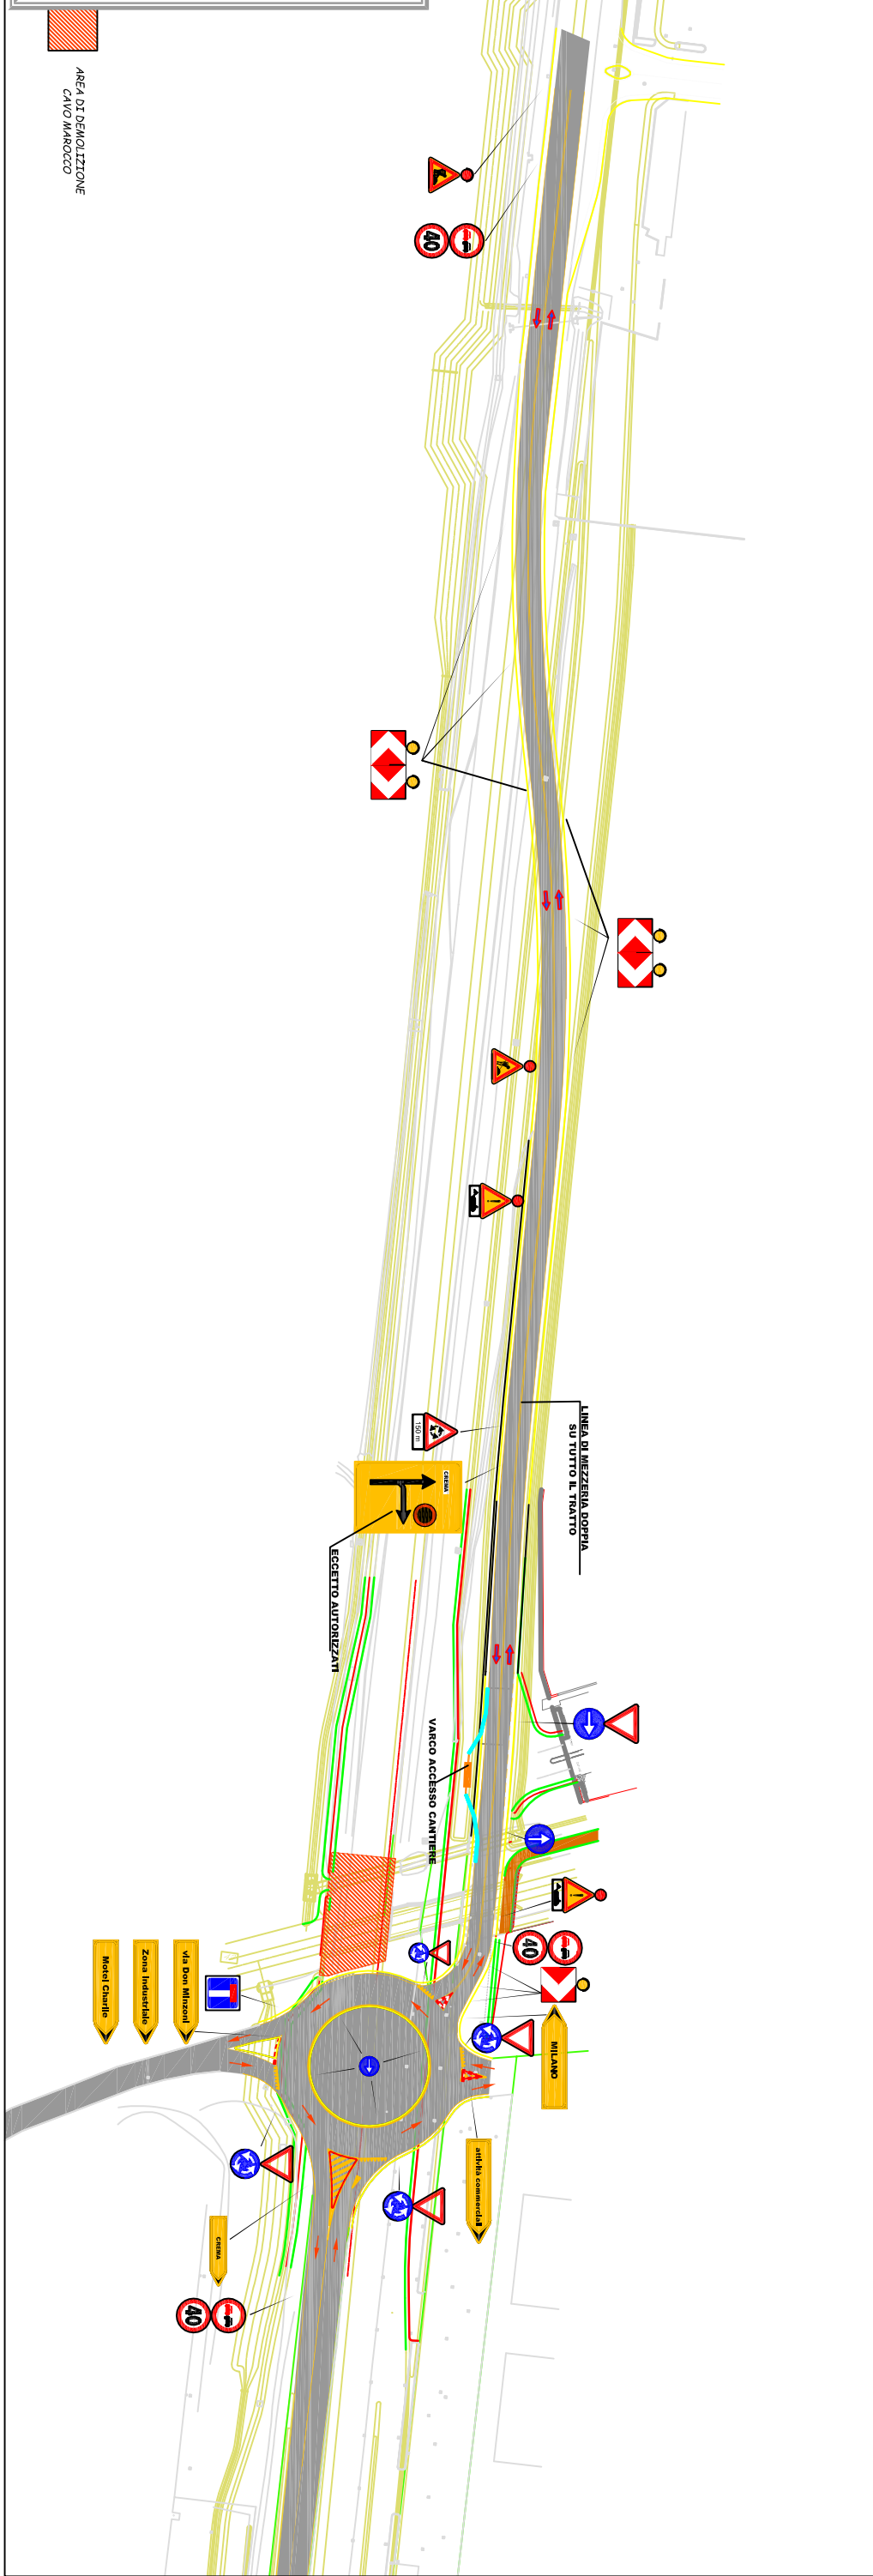 AREA DI DEMOLIZIONE
CAVO MAROCCO
40
LINEA DI MEZZERIA DOPPIA
SU TUTTO IL TRATTO
150 m
CREMA
ECCETTO AUTORIZZATI
VARCO ACCESSO CANTIERE
40
MILANO
via Don Minzoni
Zona Industriale
Motel Charlie
attività commerciali
CREMA
40